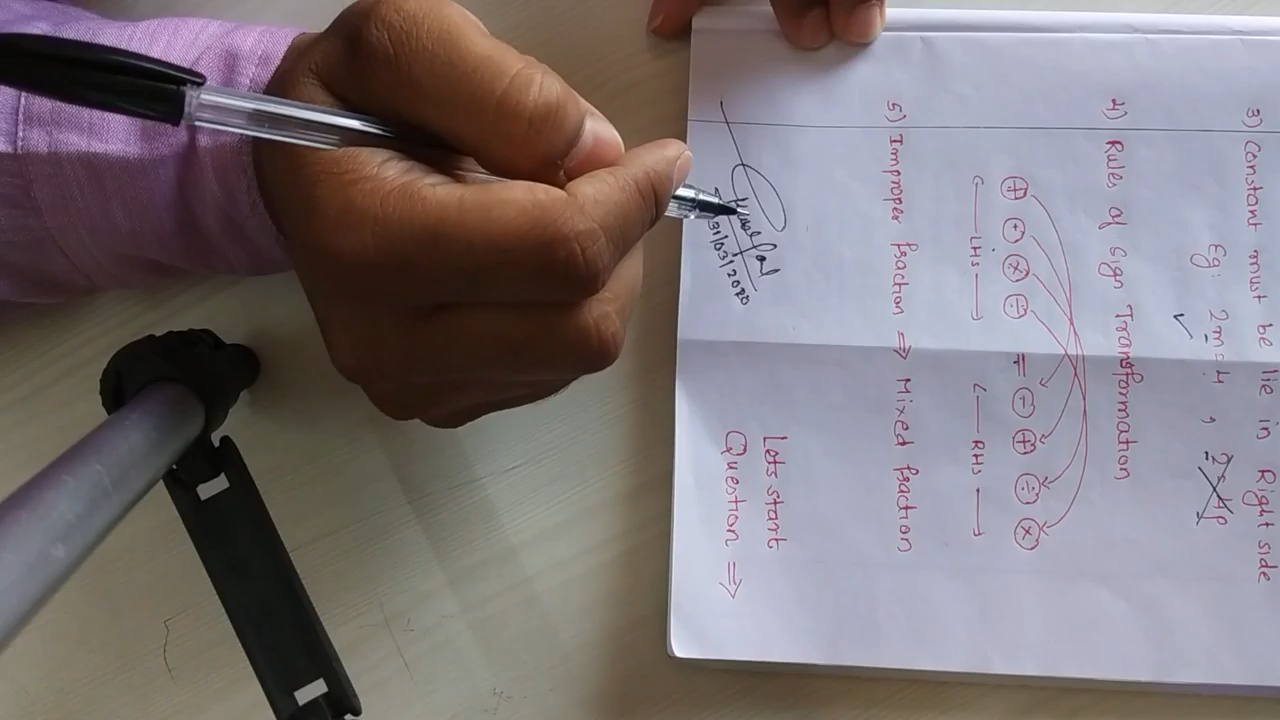 3) Constant must be lie in Right side
Eg: 2m = 4 , 2 = 4p
✓
4) Rules of sign Transformation
⊕ ⊖ ⊗ ⊕ = ⊖ ⊕ ⊕ ⊗
LHS RHS
5) Improper fraction ⇒ Mixed fraction
Lets start
Question ⇒
31/03/2020